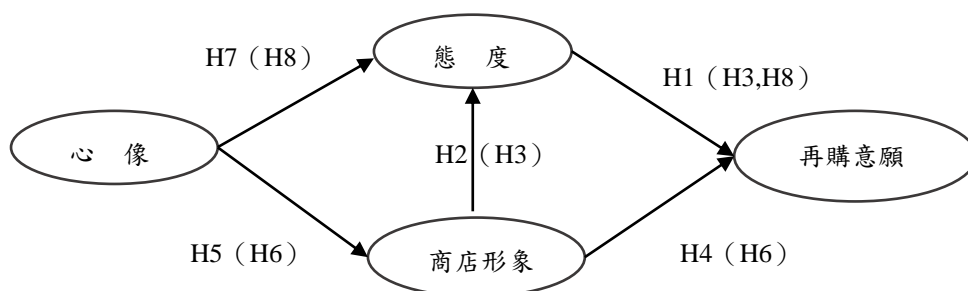 態 度
H7（H8）
H1（H3,H8）
心 像
H2（H3）
再購意願
H5（H6）
商店形象
H4（H6）